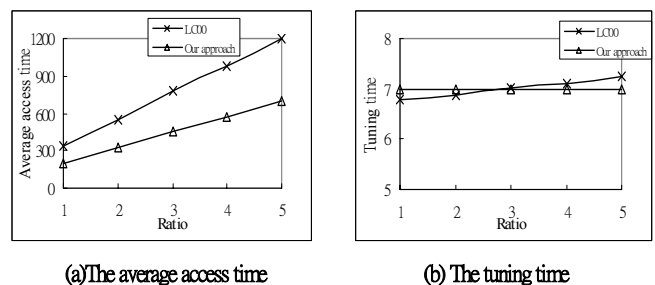 LC00
Our approach
Average access time
1200
900
600
300
0
1 2 3 4 5
Ratio
(a)The average access time
LC00
Our approach
Tuning time
8
7
6
5
1 2 3 4 5
Ratio
(b) The tuning time